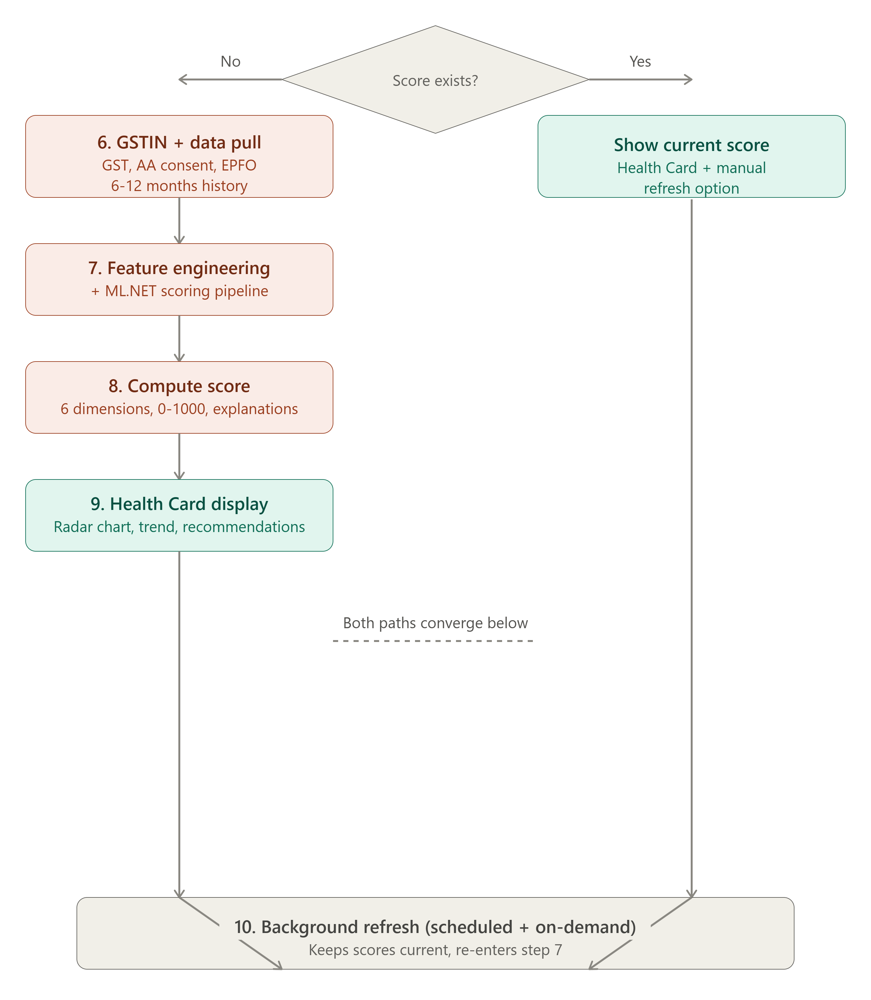 Score exists?
No
Yes
6. GSTIN + data pull
GST, AA consent, EPFO
6-12 months history
Show current score
Health Card + manual
refresh option
7. Feature engineering
+ ML.NET scoring pipeline
8. Compute score
6 dimensions, 0-1000, explanations
9. Health Card display
Radar chart, trend, recommendations
Both paths converge below
10. Background refresh (scheduled + on-demand)
Keeps scores current, re-enters step 7